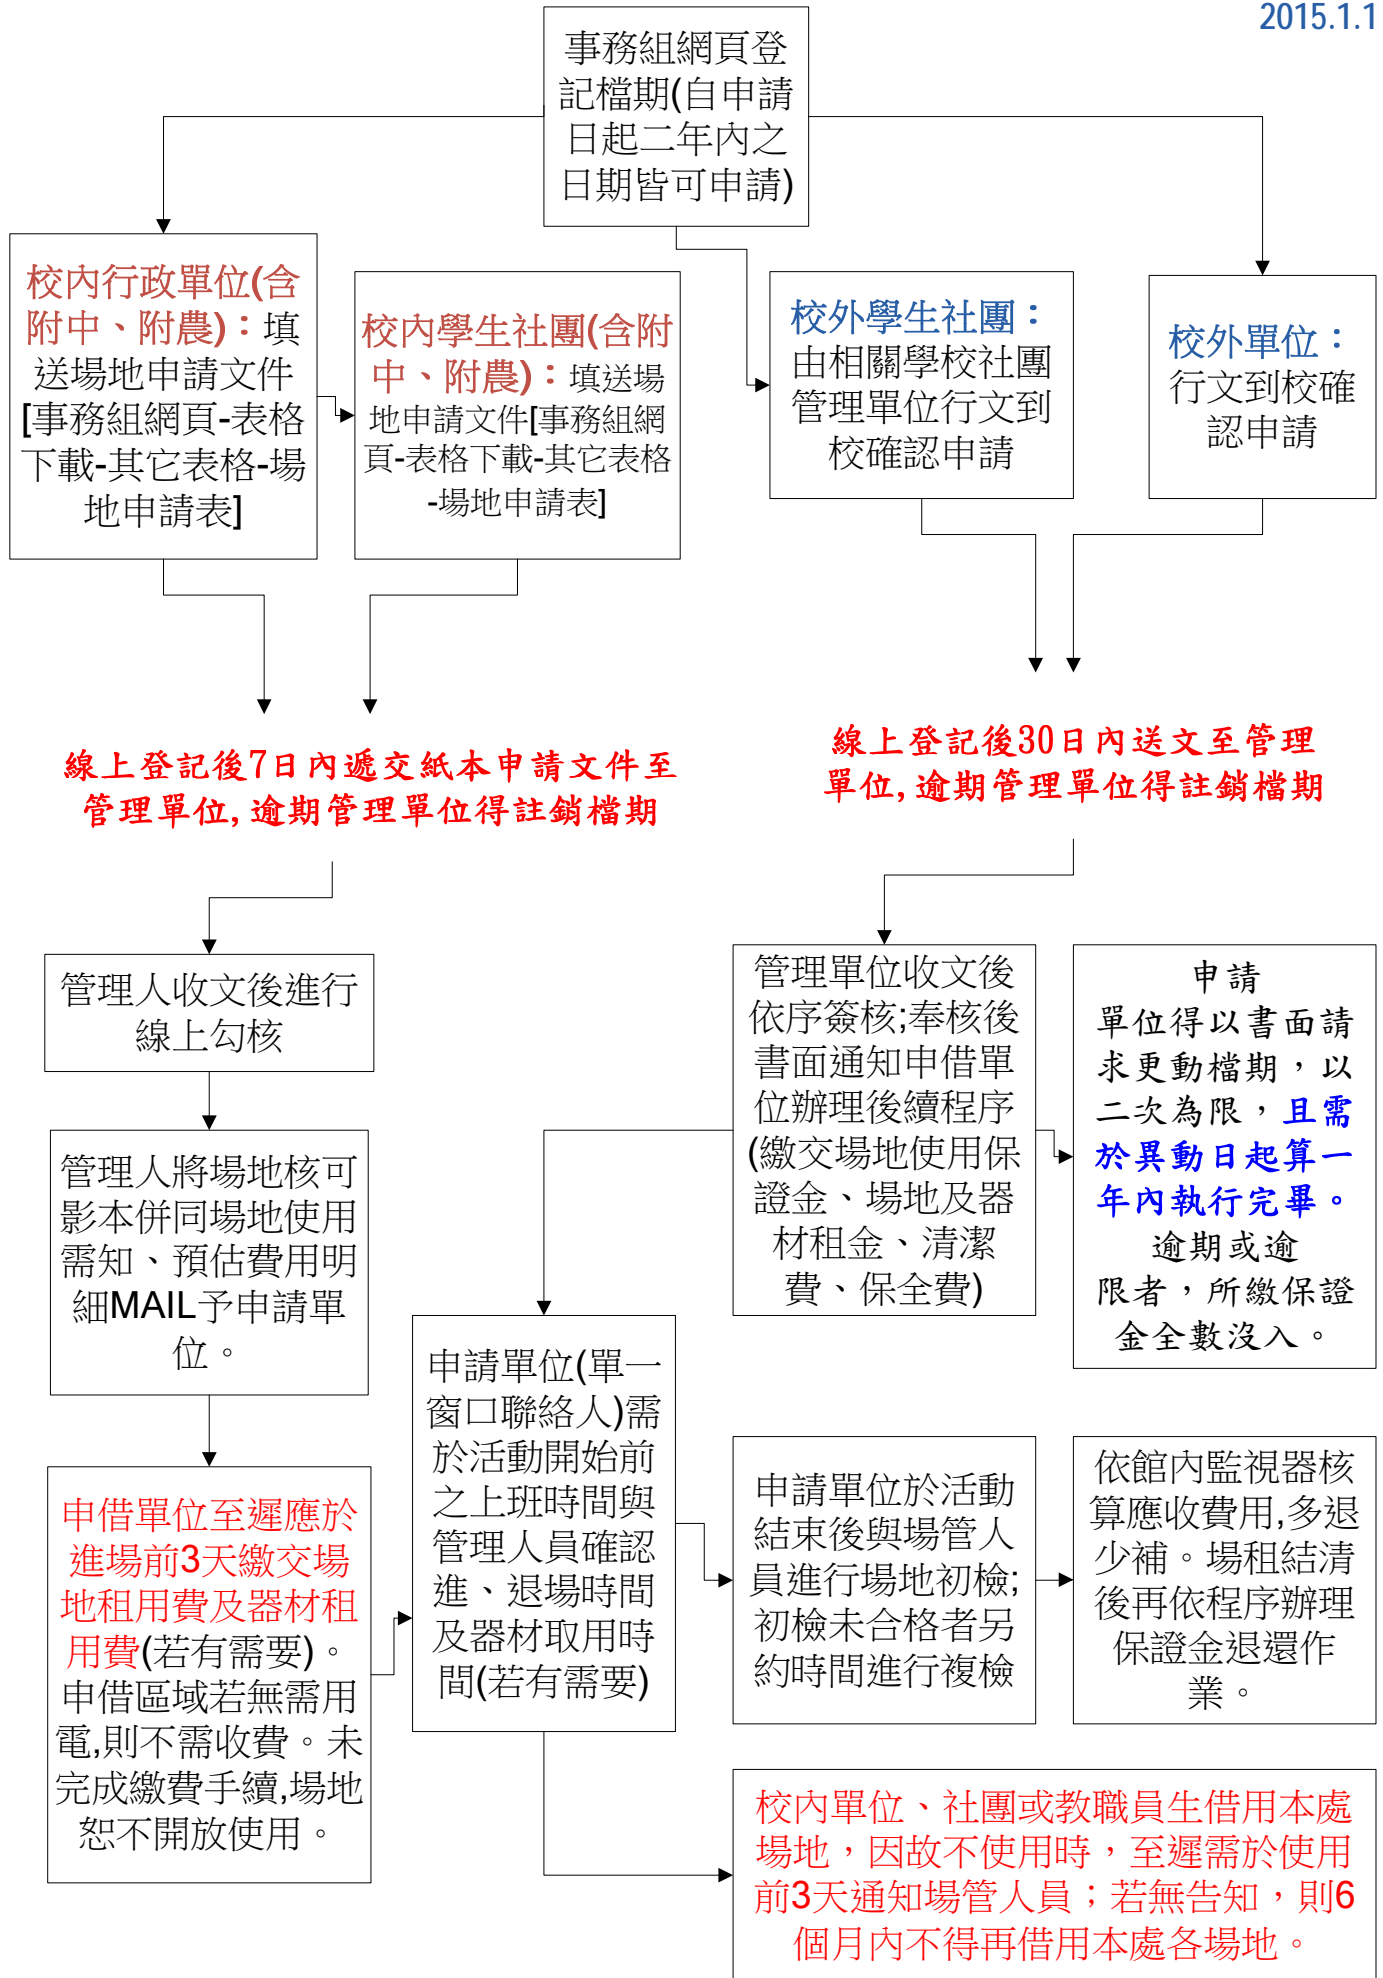 2015.1.1
事務組網頁登
記檔期(自申請
日起二年內之
日期皆可申請)
校內行政單位(含
附中、附農)：填
送場地申請文件
[事務組網頁-表格
下載-其它表格-場
地申請表]
校內學生社團(含附
中、附農)：填送場
地申請文件[事務組網
頁-表格下載-其它表格
-場地申請表]
校外學生社團：
由相關學校社團
管理單位行文到
校確認申請
校外單位：
行文到校確
認申請
線上登記後7日內遞交紙本申請文件至
管理單位,逾期管理單位得註銷檔期
線上登記後30日內送文至管理
單位,逾期管理單位得註銷檔期
管理人收文後進行
線上勾核
管理人將場地核可
影本併同場地使用
需知、預估費用明
細MAIL予申請單
位。
申借單位至遲應於
進場前3天繳交場
地租用費及器材租
用費(若有需要)。
申借區域若無需用
電,則不需收費。未
完成繳費手續,場地
恕不開放使用。
管理單位收文後
依序簽核;奉核後
書面通知申借單
位辦理後續程序
(繳交場地使用保
證金、場地及器
材租金、清潔
費、保全費)
申請
單位得以書面請
求更動檔期，以
二次為限，且需
於異動日起算一
年內執行完畢。
逾期或逾
限者，所繳保證
金全數沒入。
申請單位(單一
窗口聯絡人)需
於活動開始前
之上班時間與
管理人員確認
進、退場時間
及器材取用時
間(若有需要)
申請單位於活動
結束後與場管人
員進行場地初檢;
初檢未合格者另
約時間進行複檢
依館內監視器核
算應收費用,多退
少補。場租結清
後再依程序辦理
保證金退還作
業。
校內單位、社團或教職員生借用本處
場地，因故不使用時，至遲需於使用
前3天通知場管人員；若無告知，則6
個月內不得再借用本處各場地。